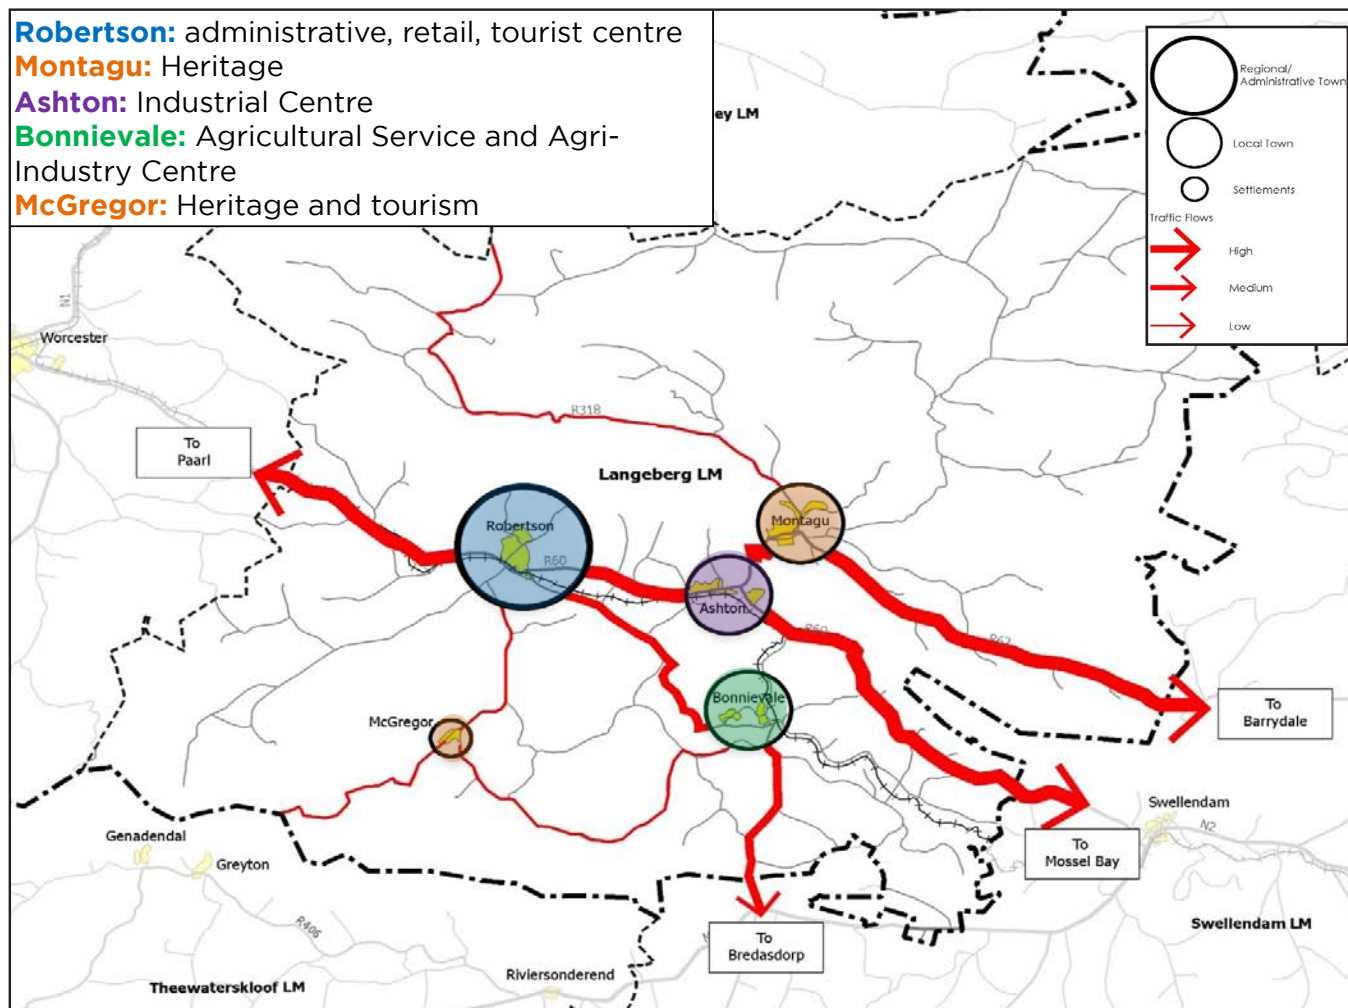 Robertson: administrative, retail, tourist centre
Montagu: Heritage
Ashton: Industrial Centre
Bonnievale: Agricultural Service and Agri-
Industry Centre
McGregor: Heritage and tourism
ey LM
Regional/
Administrative Town
Local Town
Settlements
Traffic Flows
High
Medium
Low
N1
Worcester
To
Paarl
R318
Langeberg LM
Robertson
R60
Montagu
Ashton
R60
R62
Bonnievale
McGregor
To
Barrydale
Genadendal
Greyton
R406
Swellendam
N2
To
Mossel Bay
To
Bredasdorp
Swellendam LM
Riviersonderend
Theewaterskloof LM